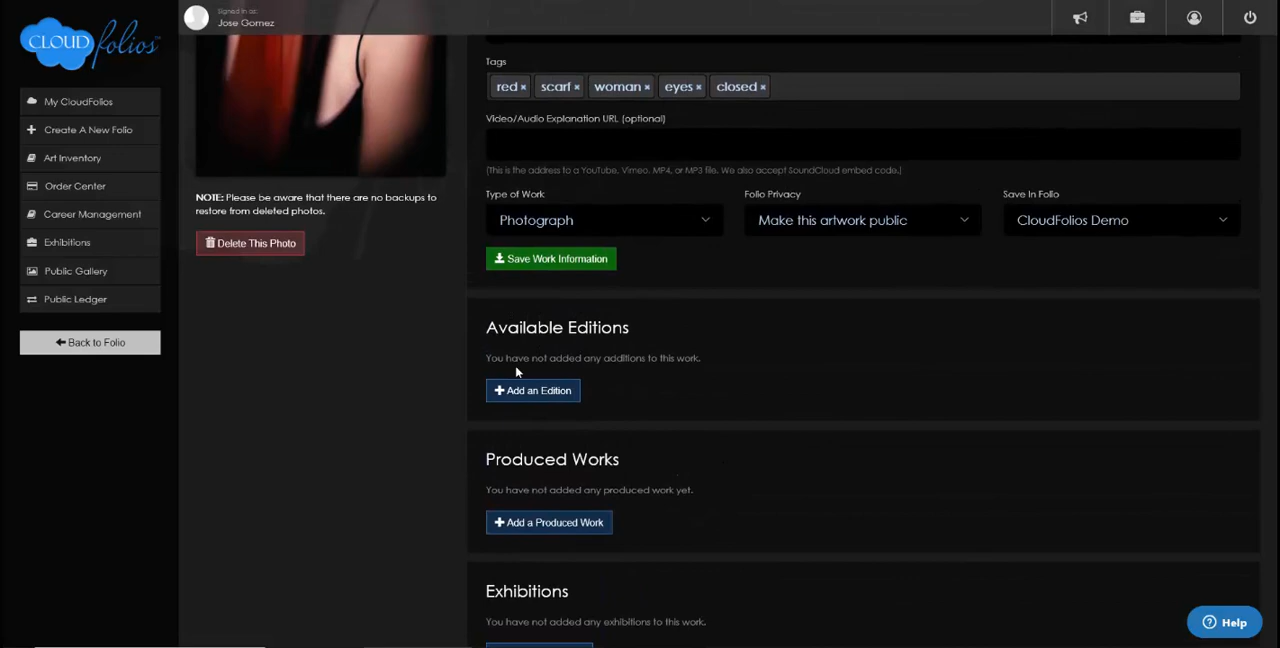 CLOUD folios™
Signed in as:
Jose Gomez
My CloudFolios
Create A New Folio
Art Inventory
Order Center
Career Management
Exhibitions
Public Gallery
Public Ledger
Back to Folio
NOTE: Please be aware that there are no backups to
restore from deleted photos.
Delete This Photo
Tags
red × scarf × woman × eyes × closed ×
Video/Audio Explanation URL (optional)
(This is the address to a YouTube, Vimeo, MP4, or MP3 file. We also accept SoundCloud embed code.)
Type of Work Folio Privacy Save In Folio
Photograph Make this artwork public CloudFolios Demo
Save Work Information
Available Editions
You have not added any additions to this work.
Add an Edition
Produced Works
You have not added any produced work yet.
Add a Produced Work
Exhibitions
You have not added any exhibitions to this work.
Help